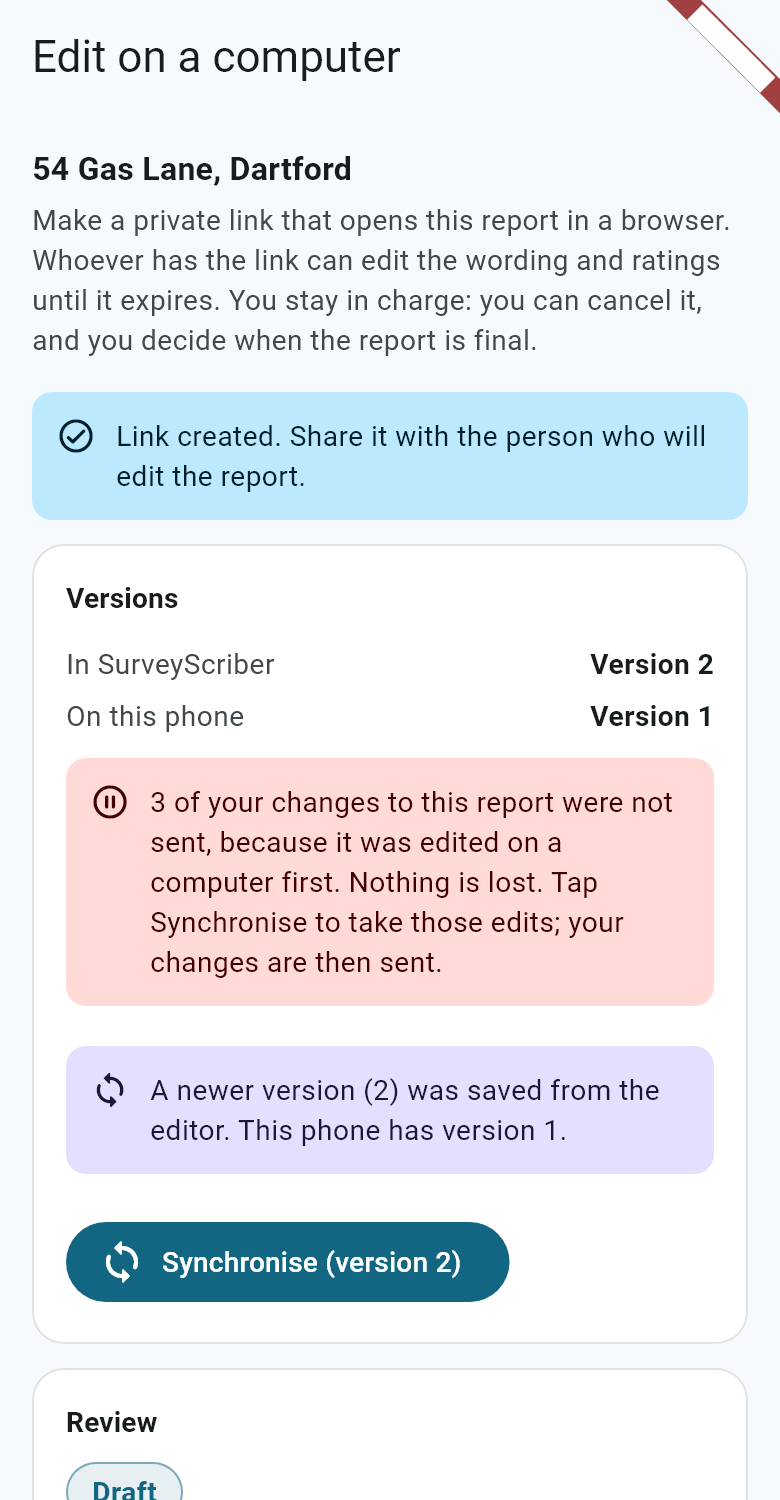 Edit on a computer
54 Gas Lane, Dartford
Make a private link that opens this report in a browser.
Whoever has the link can edit the wording and ratings
until it expires. You stay in charge: you can cancel it,
and you decide when the report is final.
Link created. Share it with the person who will
edit the report.
Versions
In SurveyScriber Version 2
On this phone Version 1
3 of your changes to this report were not
sent, because it was edited on a
computer first. Nothing is lost. Tap
Synchronise to take those edits; your
changes are then sent.
A newer version (2) was saved from the
editor. This phone has version 1.
Synchronise (version 2)
Review
Draft